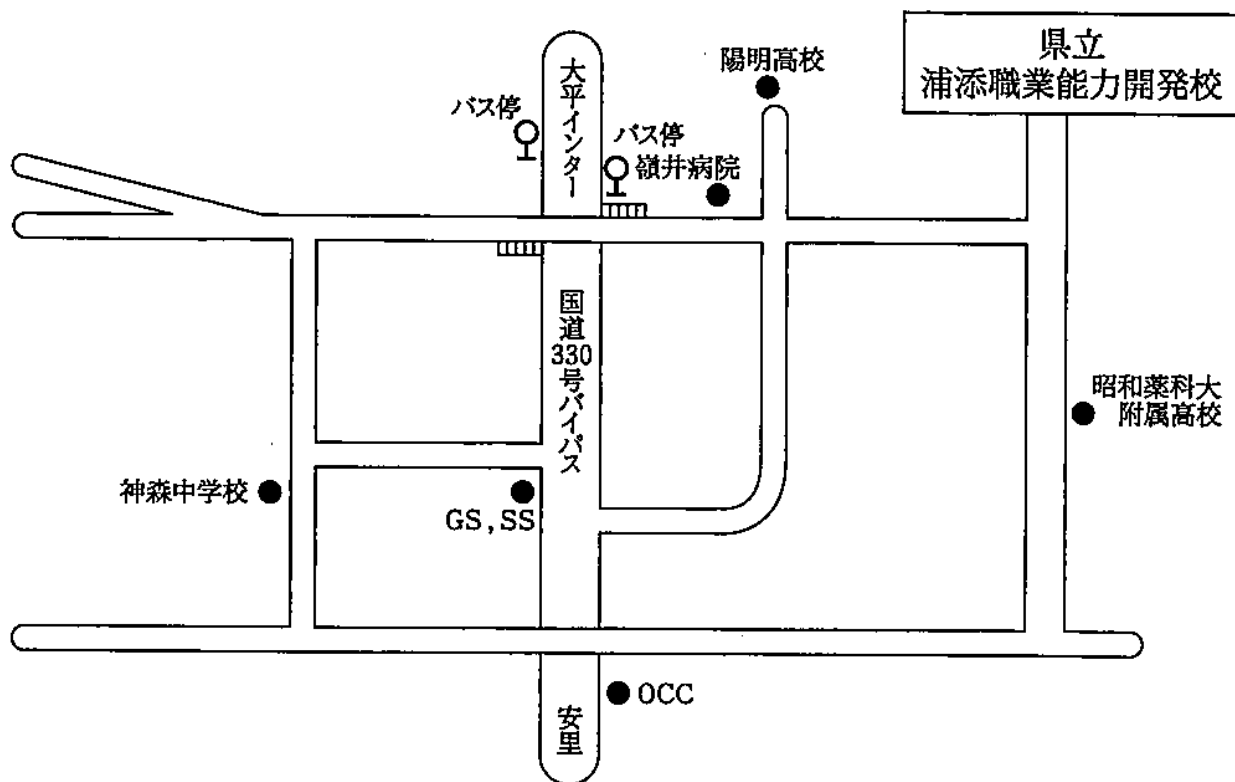 県立
浦添職業能力開発校
陽明高校
大平インター
バス停
バス停
嶺井病院
国道330号バイパス
昭和薬科大
附属高校
神森中学校
GS,SS
OCC
安里